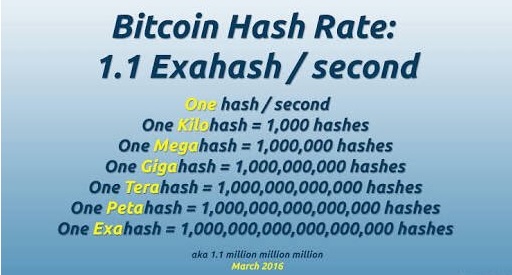 Bitcoin Hash Rate:
1.1 Exahash / second
One hash / second
One Kilohash = 1,000 hashes
One Megahash = 1,000,000 hashes
One Gigahash = 1,000,000,000 hashes
One Terahash = 1,000,000,000,000 hashes
One Petahash = 1,000,000,000,000,000 hashes
One Exahash = 1,000,000,000,000,000,000 hashes
aka 1.1 million million million
March 2016